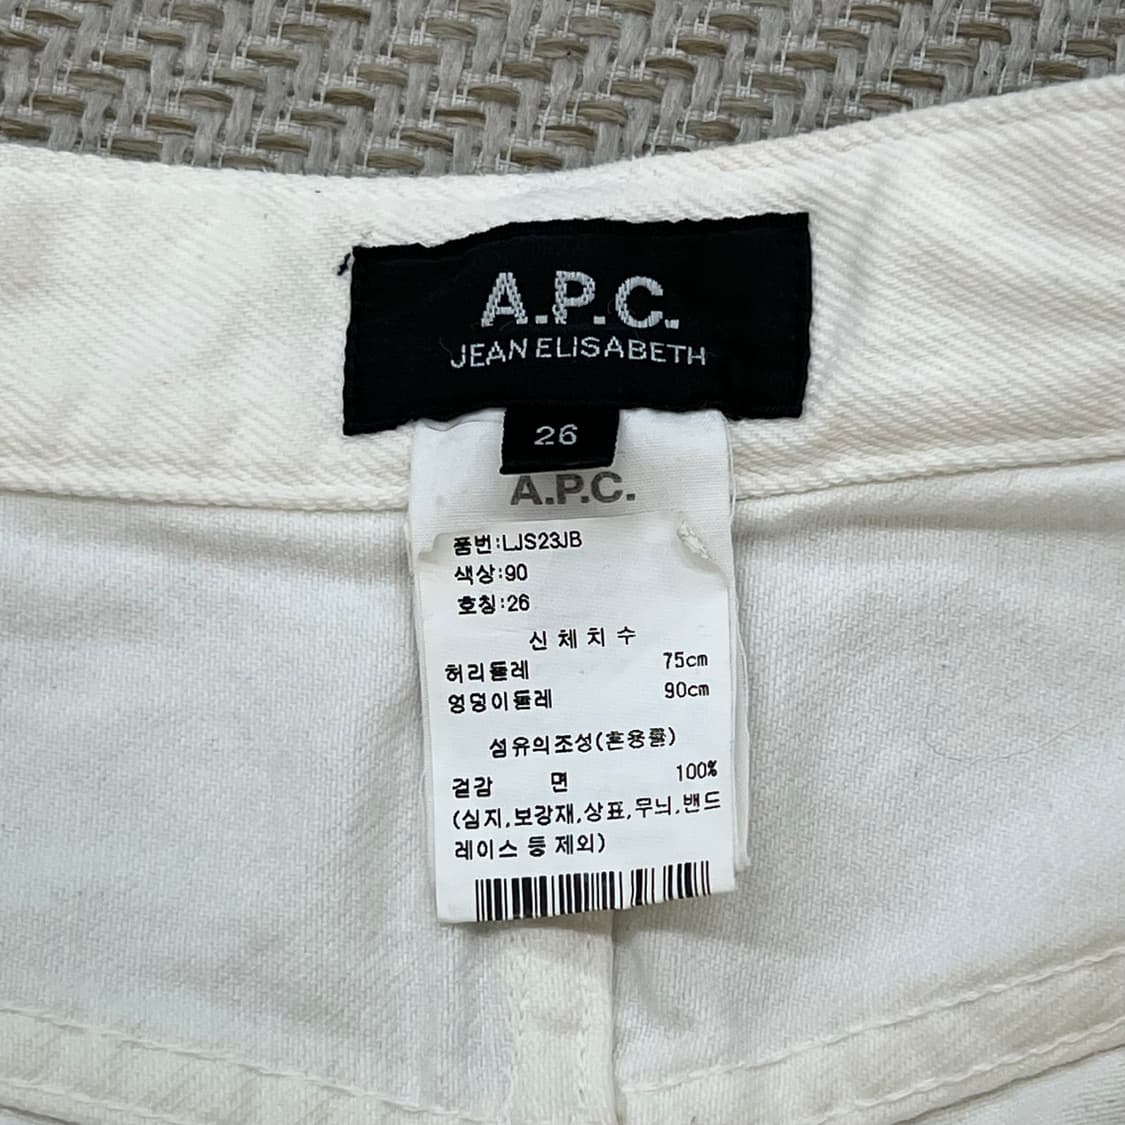 A.P.C.
JEAN ELISABETH
26
A.P.C.
품번:LJS23JB
색상:90
호칭:26
신 체 치 수
허리둘레 75cm
엉덩이둘레 90cm
섬유의조성(혼용률)
겉감 면 100%
(심지,보강재,상표,무늬,밴드
레이스 등 제외)